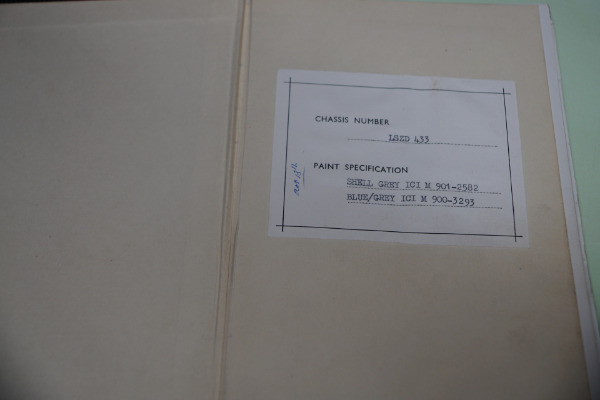 CHASSIS NUMBER
LSED 433
PAINT SPECIFICATION
SHELL GREY ICI M 901-2582
BLUE/GREY ICI M 900-3293